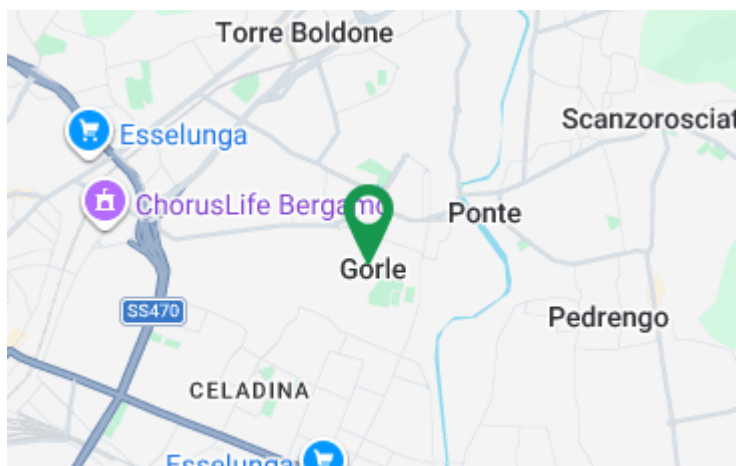 Torre Boldone
Scanzorosciat
Esselunga
ChorusLife Bergamo
Ponte
Gorle
SS470
Pedrengo
CELADINA
Esselunga